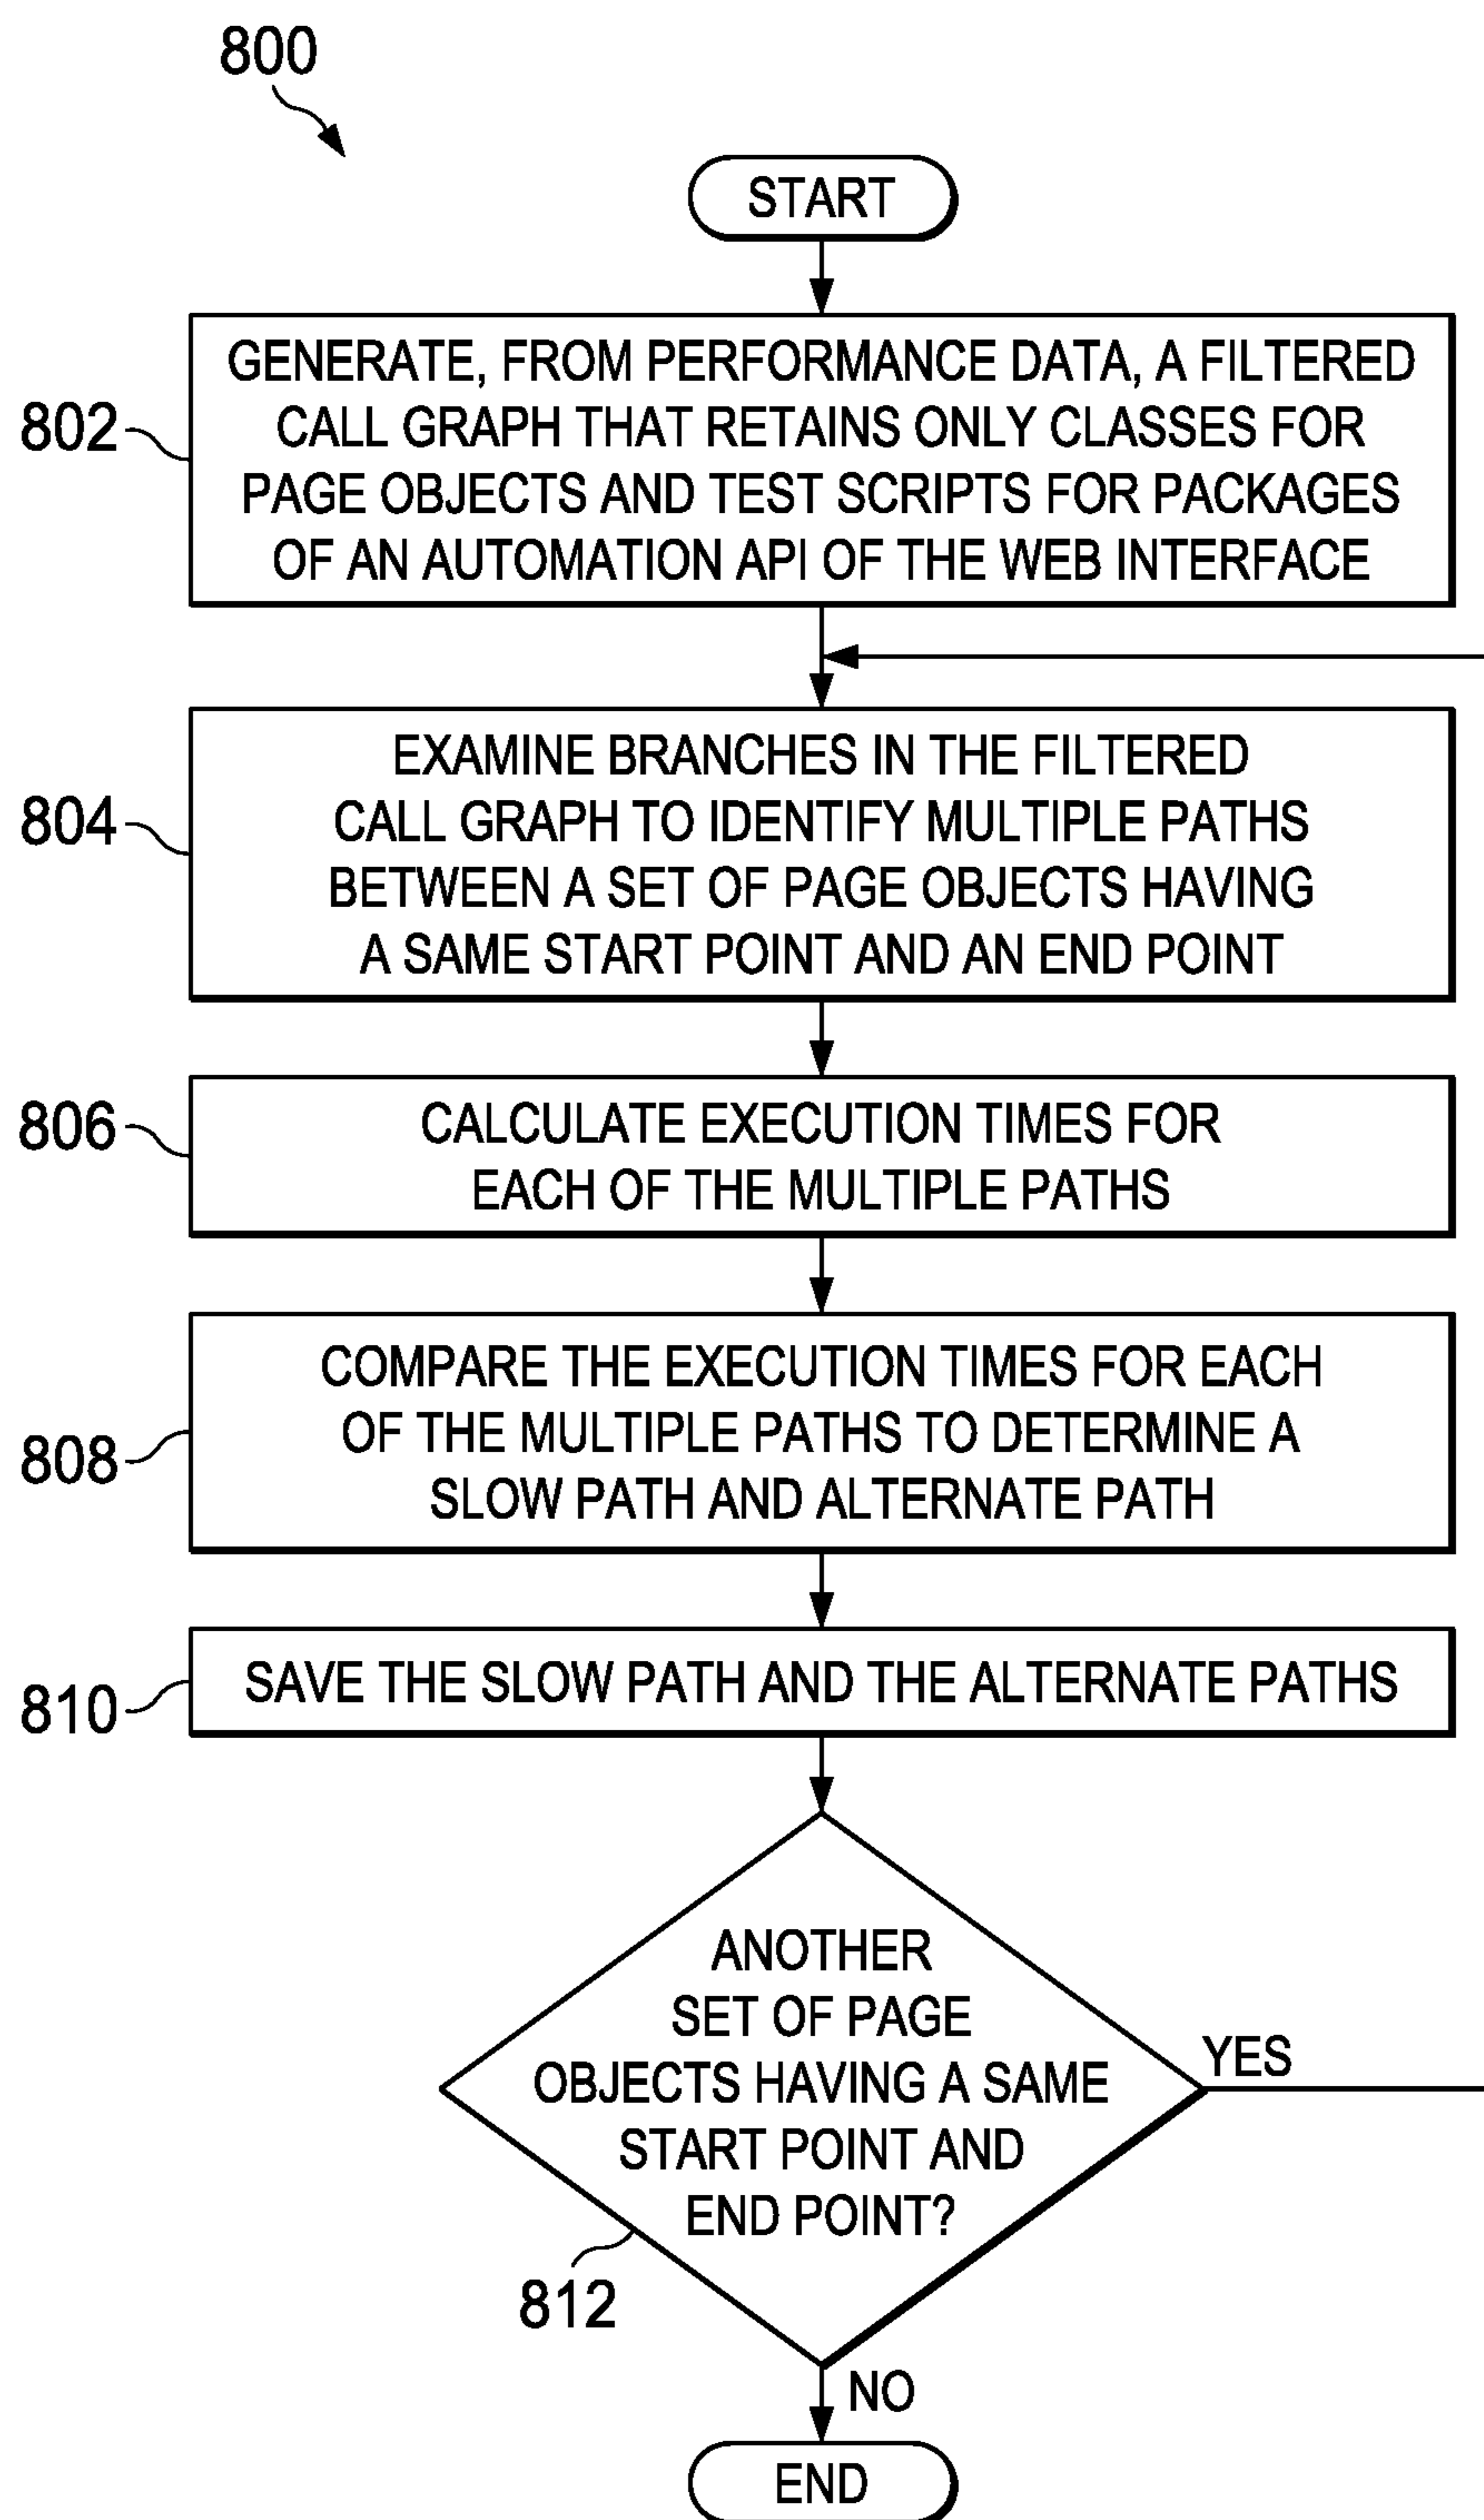 800
START
802
GENERATE, FROM PERFORMANCE DATA, A FILTERED
CALL GRAPH THAT RETAINS ONLY CLASSES FOR
PAGE OBJECTS AND TEST SCRIPTS FOR PACKAGES
OF AN AUTOMATION API OF THE WEB INTERFACE
804
EXAMINE BRANCHES IN THE FILTERED
CALL GRAPH TO IDENTIFY MULTIPLE PATHS
BETWEEN A SET OF PAGE OBJECTS HAVING
A SAME START POINT AND AN END POINT
806
CALCULATE EXECUTION TIMES FOR
EACH OF THE MULTIPLE PATHS
808
COMPARE THE EXECUTION TIMES FOR EACH
OF THE MULTIPLE PATHS TO DETERMINE A
SLOW PATH AND ALTERNATE PATH
810
SAVE THE SLOW PATH AND THE ALTERNATE PATHS
ANOTHER
SET OF PAGE
OBJECTS HAVING A SAME
START POINT AND
END POINT?
YES
812
NO
END